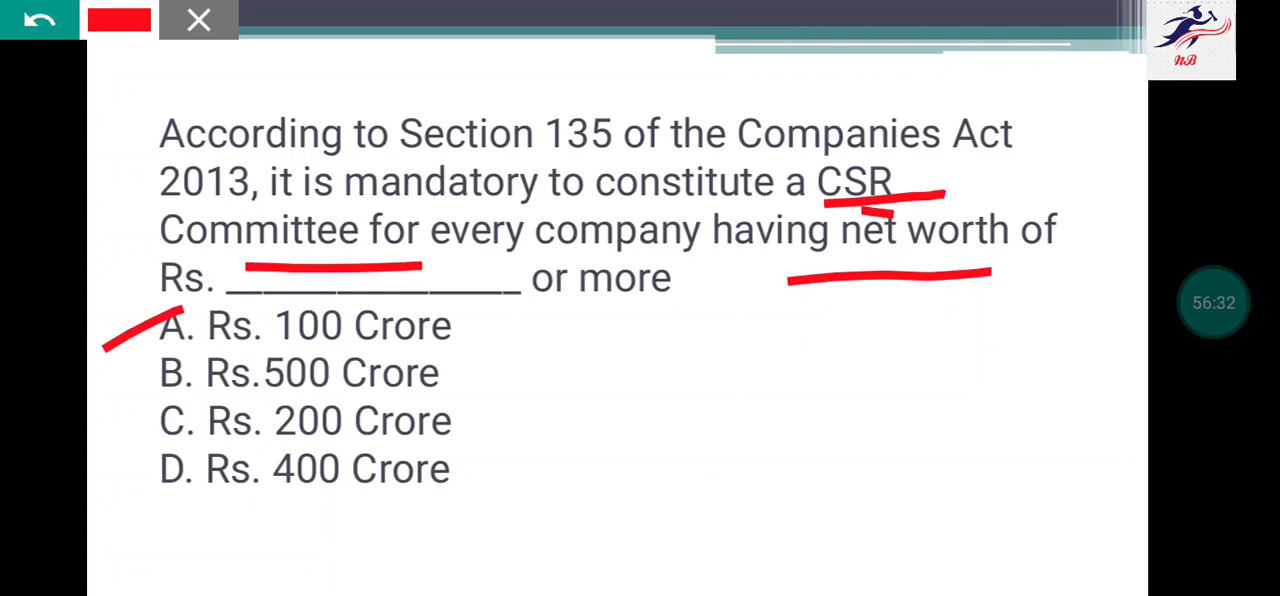 NB
According to Section 135 of the Companies Act
2013, it is mandatory to constitute a CSR
Committee for every company having net worth of
Rs. ______________ or more
56:32
A. Rs. 100 Crore
B. Rs.500 Crore
C. Rs. 200 Crore
D. Rs. 400 Crore